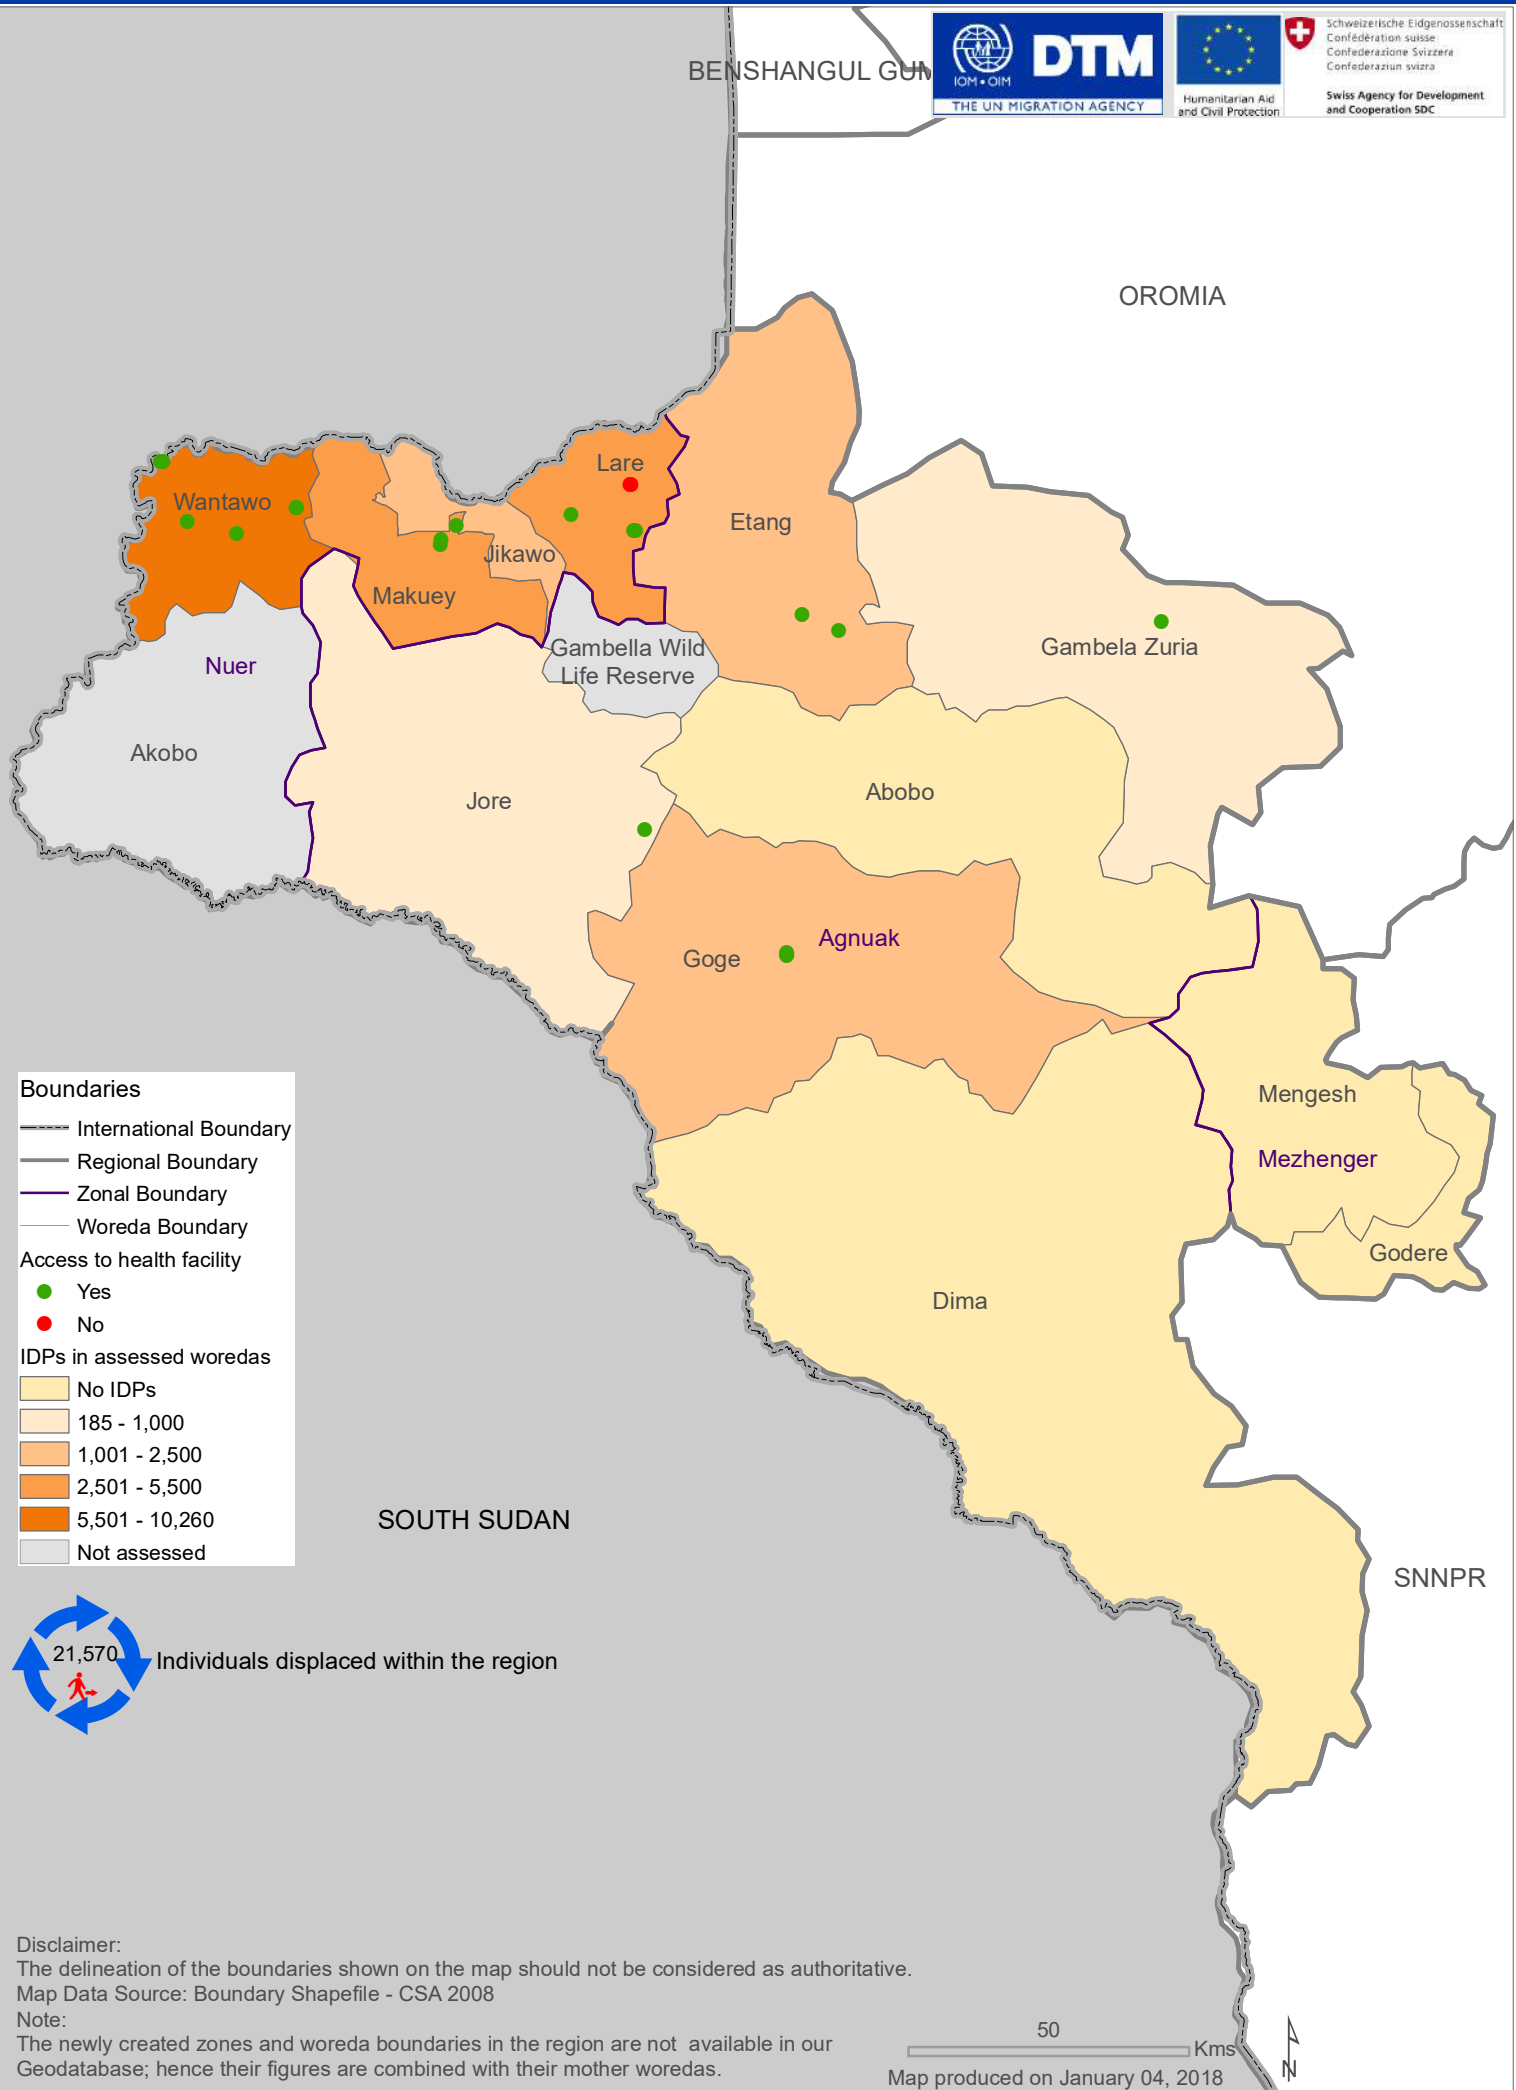 BENSHANGUL GUM
IOM • OIM
DTM
THE UN MIGRATION AGENCY
Humanitarian Aid
and Civil Protection
Schweizerische Eidgenossenschaft
Confédération suisse
Confederazione Svizzera
Confederaziun svizra
Swiss Agency for Development
and Cooperation SDC
OROMIA
Lare
Wantawo
Etang
Jikawo
Makuey
Gambella Wild
Life Reserve
Gambela Zuria
Nuer
Akobo
Jore
Abobo
Agnuak
Goge
Mengesh
Mezhenger
Godere
Dima
Boundaries
International Boundary
Regional Boundary
Zonal Boundary
Woreda Boundary
Access to health facility
Yes
No
IDPs in assessed woredas
No IDPs
185 - 1,000
1,001 - 2,500
2,501 - 5,500
5,501 - 10,260
Not assessed
SOUTH SUDAN
SNNPR
21,570
Individuals displaced within the region
Disclaimer:
The delineation of the boundaries shown on the map should not be considered as authoritative.
Map Data Source: Boundary Shapefile - CSA 2008
Note:
The newly created zones and woreda boundaries in the region are not available in our
Geodatabase; hence their figures are combined with their mother woredas.
50
Kms
Map produced on January 04, 2018
N